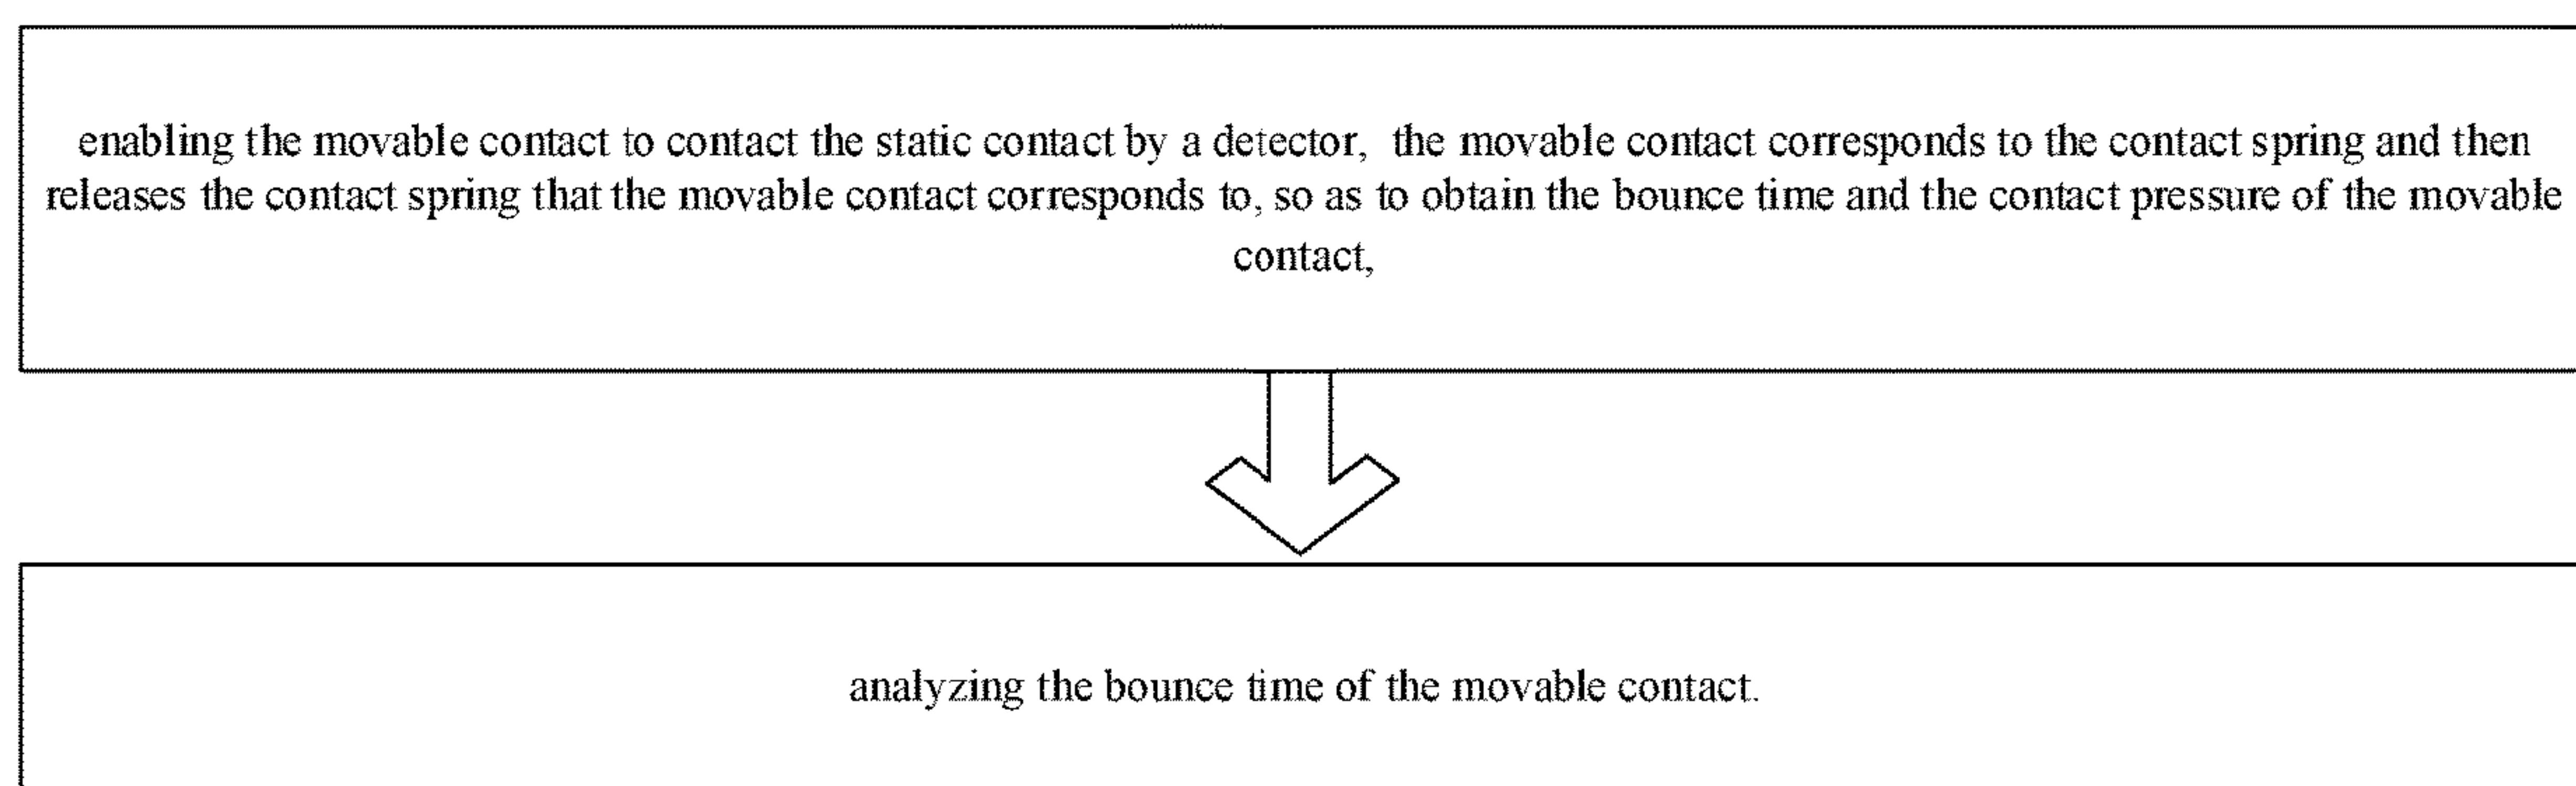 enabling the movable contact to contact the static contact by a detector, the movable contact corresponds to the contact spring and then
releases the contact spring that the movable contact corresponds to, so as to obtain the bounce time and the contact pressure of the movable
contact,
analyzing the bounce time of the movable contact.